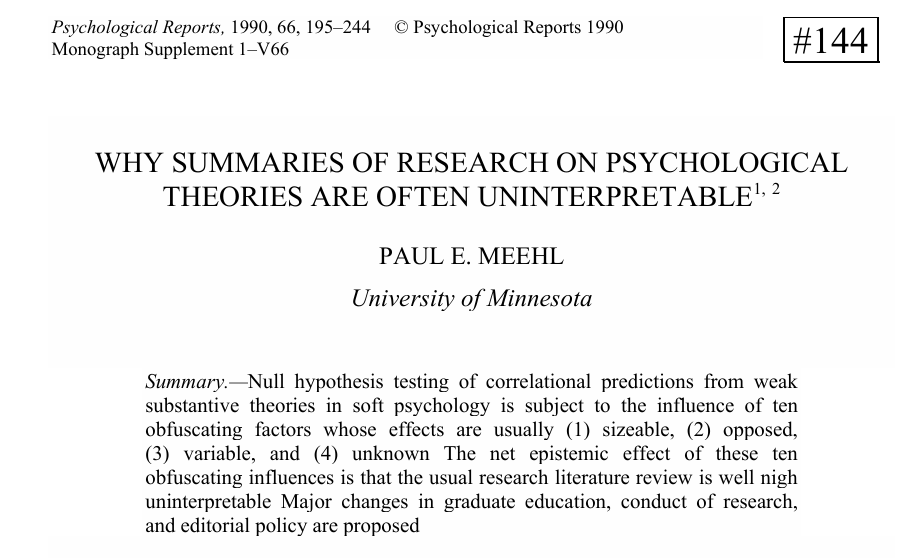 Psychological Reports, 1990, 66, 195–244 © Psychological Reports 1990
Monograph Supplement 1–V66
#144
WHY SUMMARIES OF RESEARCH ON PSYCHOLOGICAL
THEORIES ARE OFTEN UNINTERPRETABLE1, 2
PAUL E. MEEHL
University of Minnesota
Summary.—Null hypothesis testing of correlational predictions from weak
substantive theories in soft psychology is subject to the influence of ten
obfuscating factors whose effects are usually (1) sizeable, (2) opposed,
(3) variable, and (4) unknown The net epistemic effect of these ten
obfuscating influences is that the usual research literature review is well nigh
uninterpretable Major changes in graduate education, conduct of research,
and editorial policy are proposed